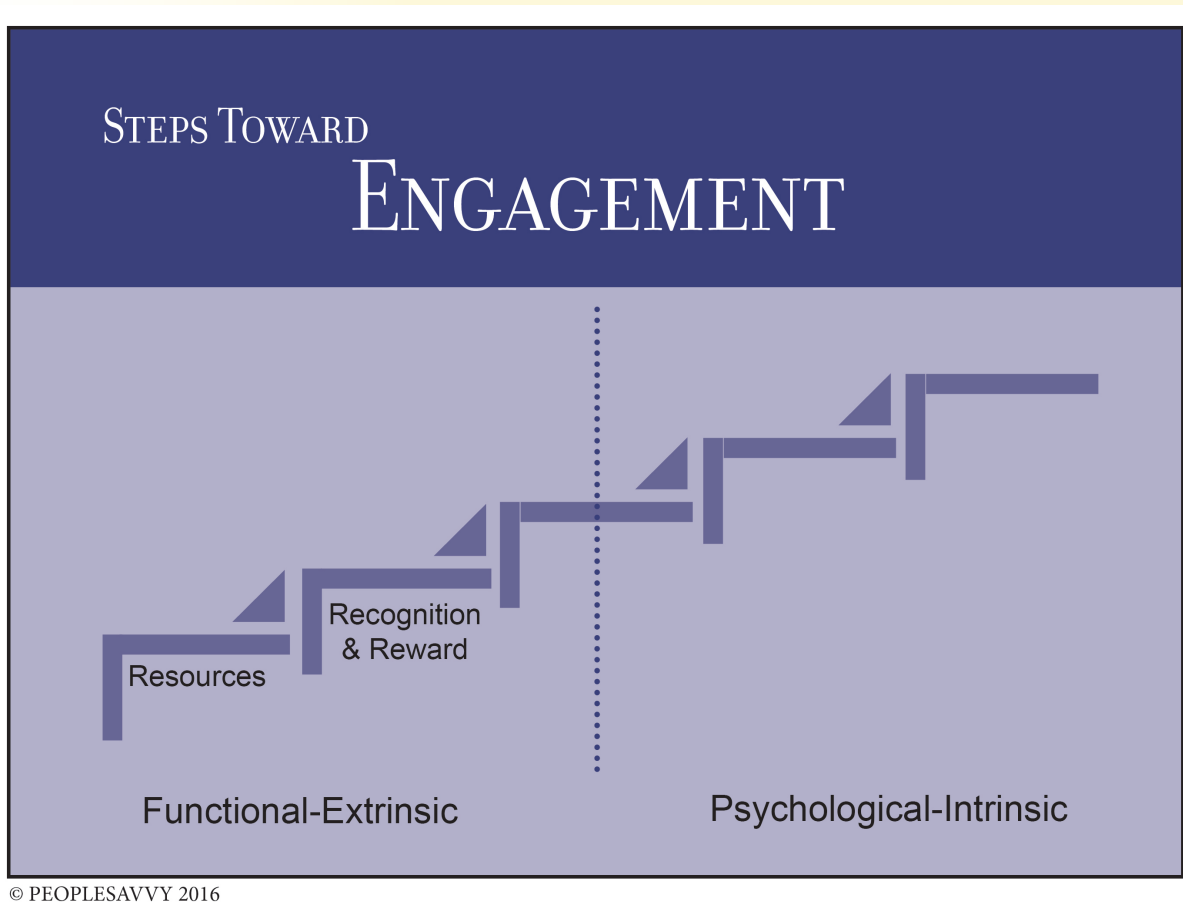 STEPS TOWARD
ENGAGEMENT
Recognition
& Reward
Resources
Functional-Extrinsic
Psychological-Intrinsic
© PEOPLESAVVY 2016